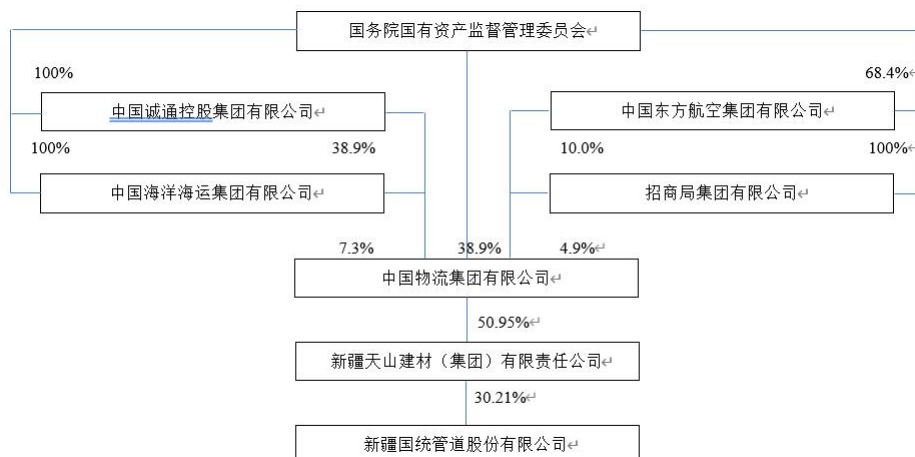 国务院国有资产监督管理委员会↵
100%
68.4%↵
中国诚通控股集团有限公司↵
中国东方航空集团有限公司↵
100%
38.9%
10.0%
100%↵
中国海洋海运集团有限公司↵
招商局集团有限公司↵
7.3%
38.9%
4.9%↵
中国物流集团有限公司↵
50.95%↵
新疆天山建材（集团）有限责任公司↵
30.21%↵
新疆国统管道股份有限公司↵